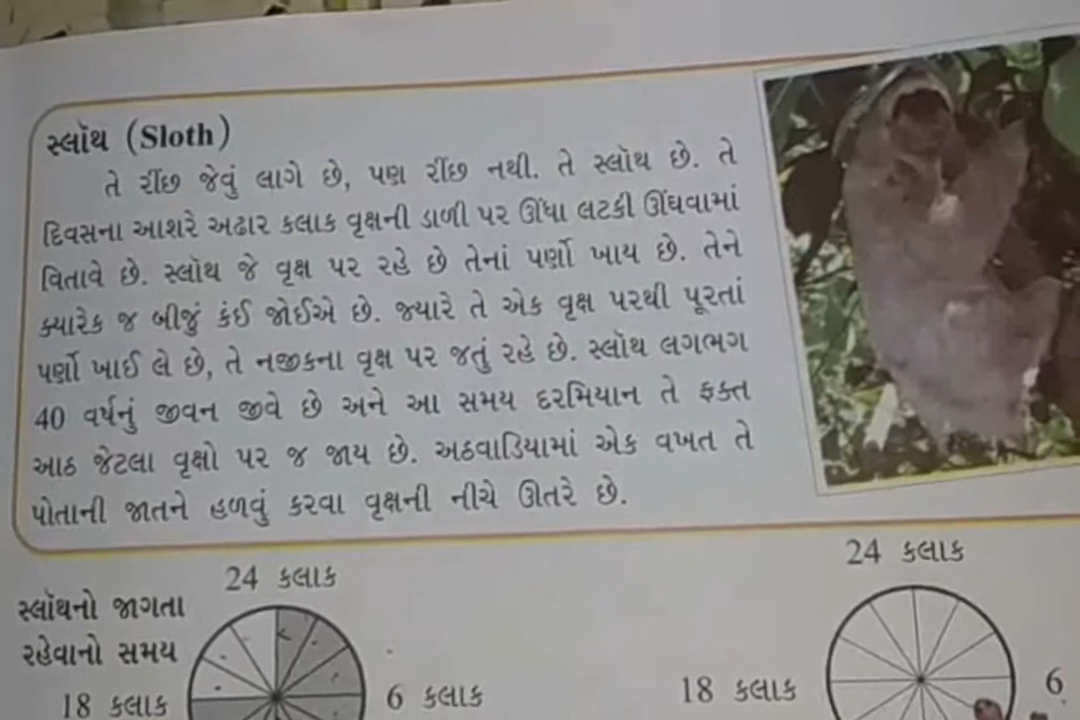 સ્લૉથ (Sloth)
તે રીંછ જેવું લાગે છે, પણ રીંછ નથી. તે સ્લૉથ છે. તે
દિવસના આશરે અઢાર કલાક વૃક્ષની ડાળી પર ઊંધા લટકી ઊંઘવામાં
વિતાવે છે. સ્લૉથ જે વૃક્ષ પર રહે છે તેનાં પર્ણો ખાય છે. તેને
ક્યારેક જ બીજું કંઈ જોઈએ છે. જ્યારે તે એક વૃક્ષ પરથી પૂરતાં
પર્ણો ખાઈ લે છે, તે નજીકના વૃક્ષ પર જતું રહે છે. સ્લૉથ લગભગ
40 વર્ષનું જીવન જીવે છે અને આ સમય દરમિયાન તે ફક્ત
આઠ જેટલા વૃક્ષો પર જ જાય છે. અઠવાડિયામાં એક વખત તે
પોતાની જાતને હળવું કરવા વૃક્ષની નીચે ઊતરે છે.
24 કલાક
24 કલાક
સ્લૉથનો જાગતા
રહેવાનો સમય
18 કલાક
6 કલાક
18 કલાક
6